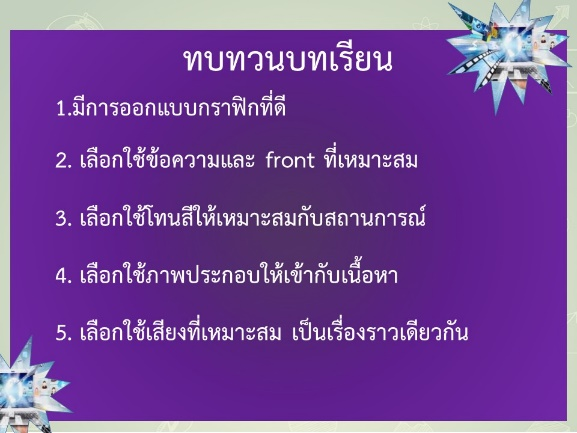 ทบทวนบทเรียน
1.มีการออกแบบกราฟิกที่ดี
2. เลือกใช้ข้อความและ front ที่เหมาะสม
3. เลือกใช้โทนสีให้เหมาะสมกับสถานการณ์
4. เลือกใช้ภาพประกอบให้เข้ากับเนื้อหา
5. เลือกใช้เสียงที่เหมาะสม เป็นเรื่องราวเดียวกัน